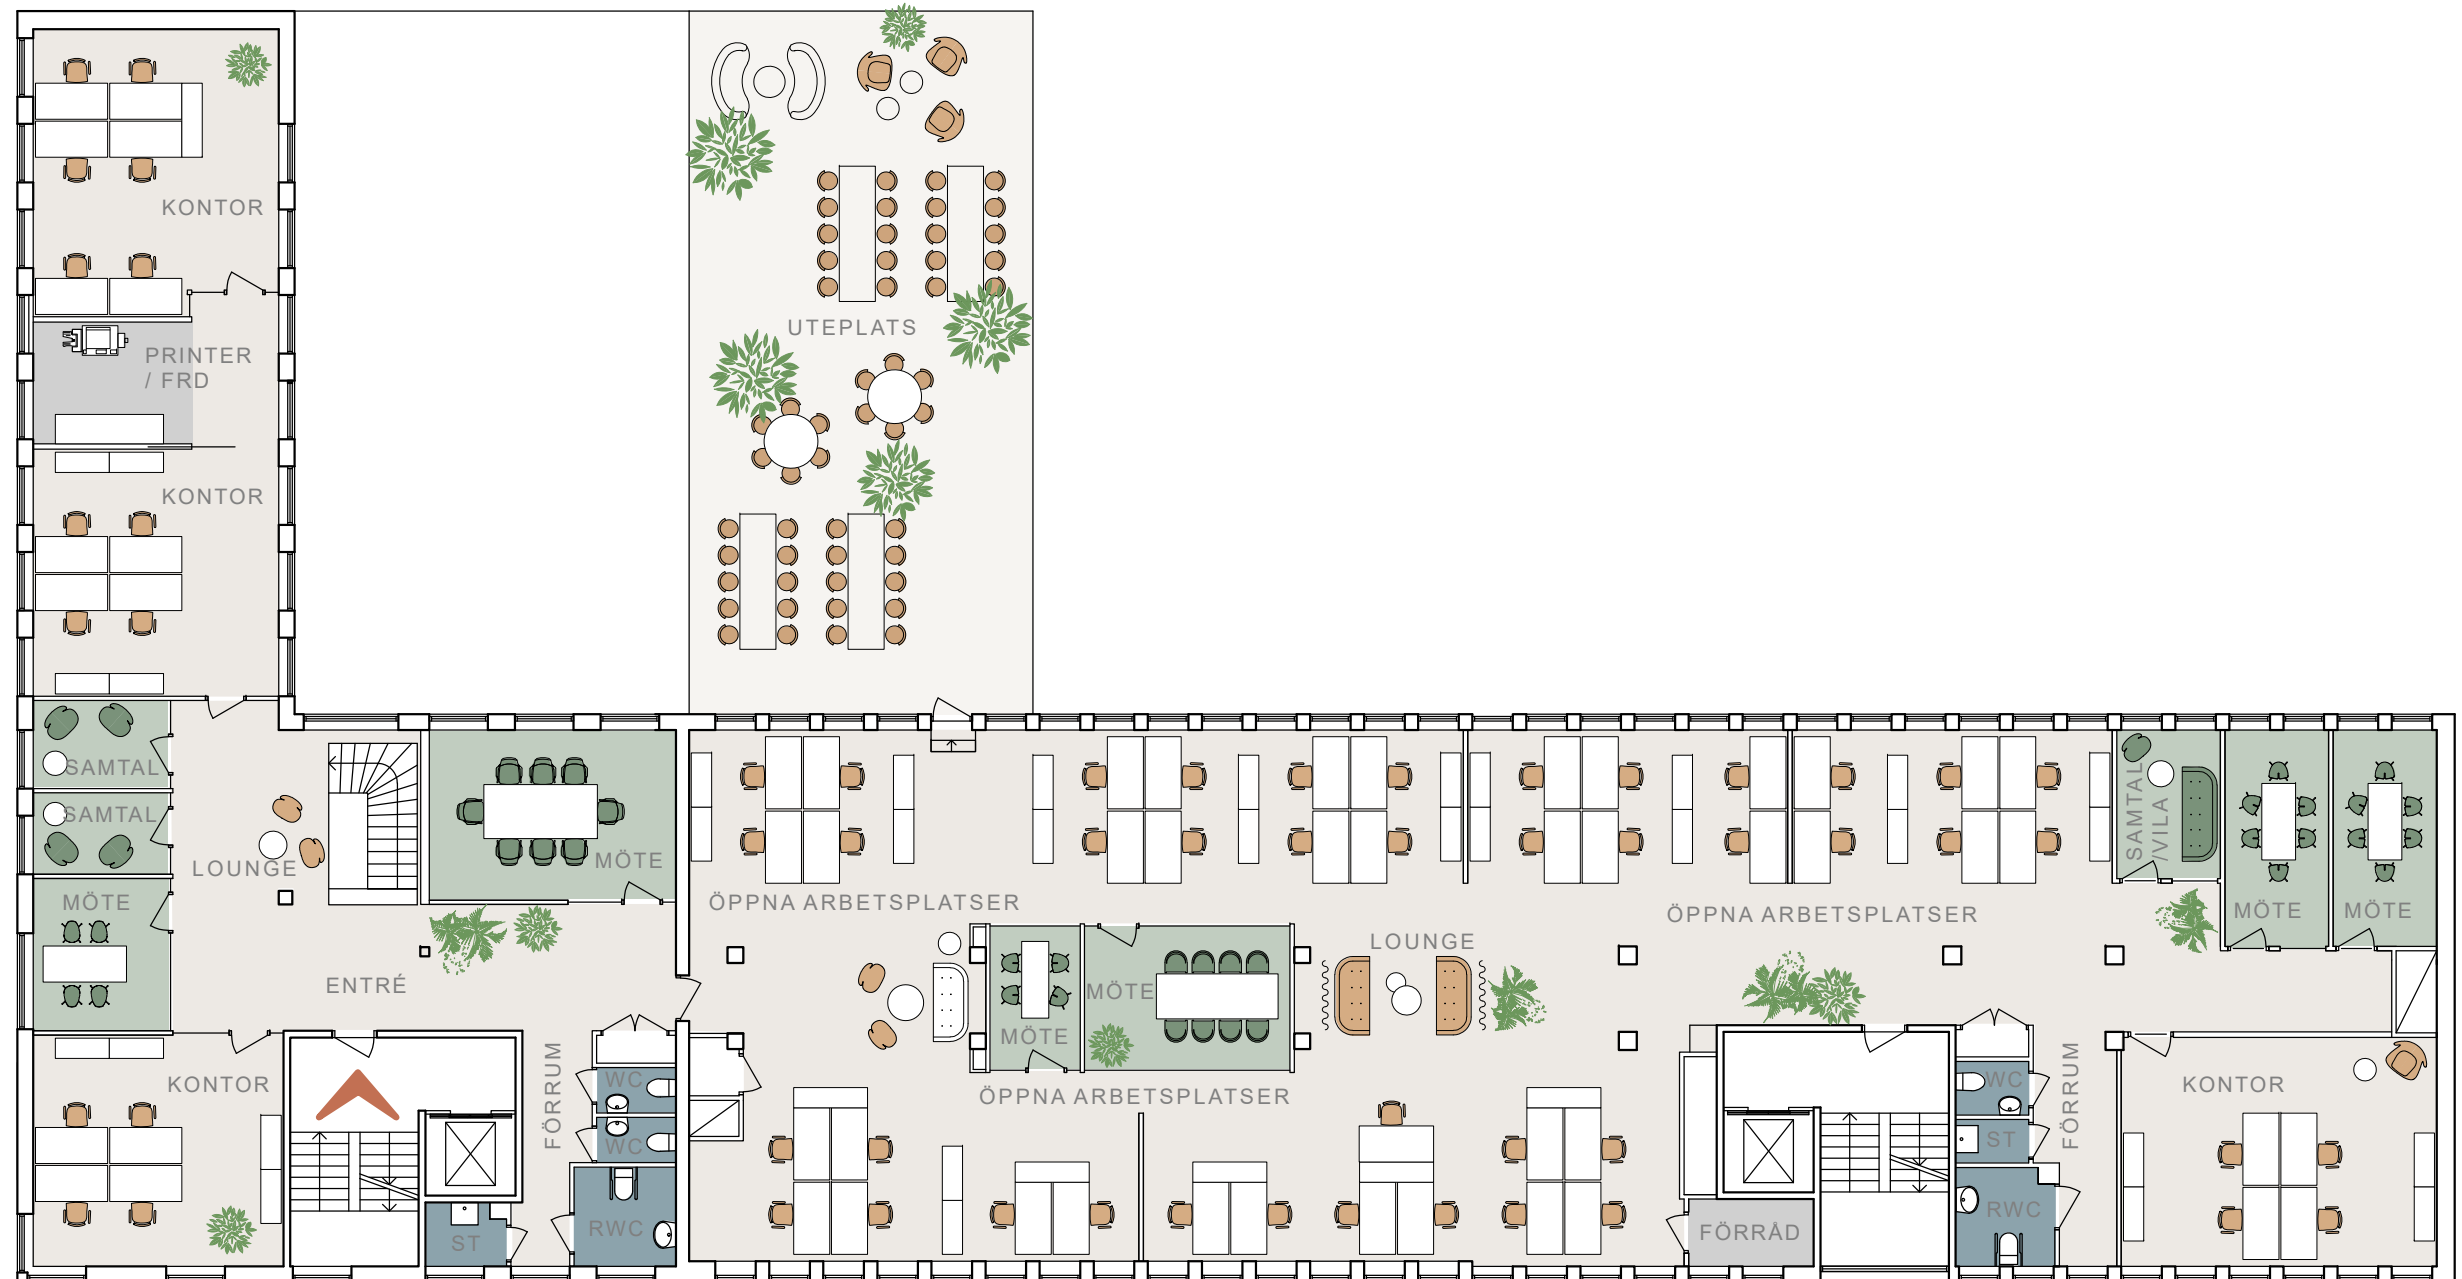 KONTOR
PRINTER
/ FRD
UTEPLATS
KONTOR
SAMTAL
SAMTAL
LOUNGE
MÖTE
MÖTE
ENTRÉ
KONTOR
FÖRRUM
WC
WC
RWC
ST
ÖPPNA ARBETSPLATSER
MÖTE
MÖTE
LOUNGE
ÖPPNA ARBETSPLATSER
ÖPPNA ARBETSPLATSER
SAMTAL
/VILA
MÖTE
MÖTE
FÖRRÅD
WC
ST
RWC
FÖRRUM
KONTOR